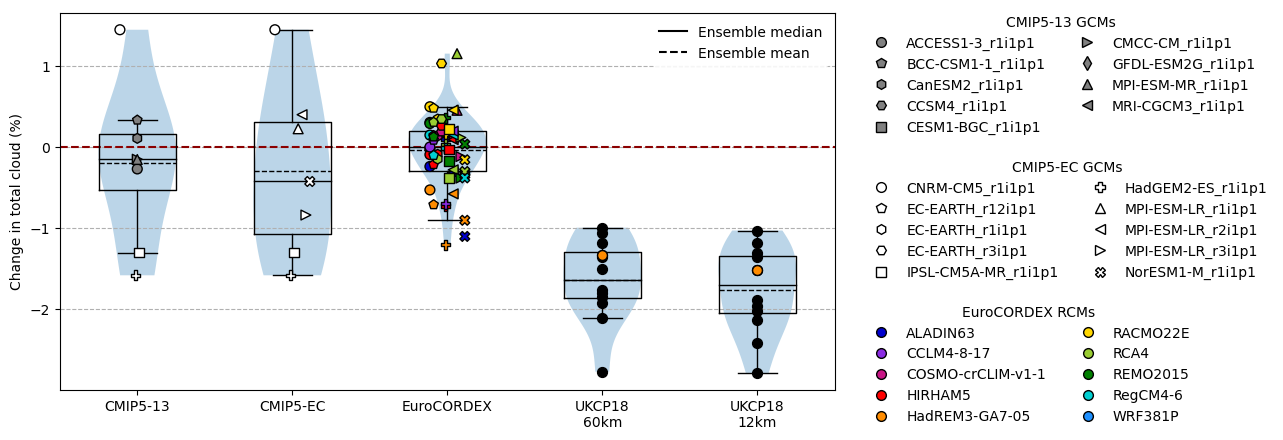 Change in total cloud (%)
1
0
−1
−2
Ensemble median
Ensemble mean
CMIP5-13
CMIP5-EC
EuroCORDEX
UKCP18
60km
UKCP18
12km
CMIP5-13 GCMs
ACCESS1-3_r1i1p1
BCC-CSM1-1_r1i1p1
CanESM2_r1i1p1
CCSM4_r1i1p1
CESM1-BGC_r1i1p1
CMCC-CM_r1i1p1
GFDL-ESM2G_r1i1p1
MPI-ESM-MR_r1i1p1
MRI-CGCM3_r1i1p1
CMIP5-EC GCMs
CNRM-CM5_r1i1p1
EC-EARTH_r12i1p1
EC-EARTH_r1i1p1
EC-EARTH_r3i1p1
IPSL-CM5A-MR_r1i1p1
HadGEM2-ES_r1i1p1
MPI-ESM-LR_r1i1p1
MPI-ESM-LR_r2i1p1
MPI-ESM-LR_r3i1p1
NorESM1-M_r1i1p1
EuroCORDEX RCMs
ALADIN63
CCLM4-8-17
COSMO-crCLIM-v1-1
HIRHAM5
HadREM3-GA7-05
RACMO22E
RCA4
REMO2015
RegCM4-6
WRF381P